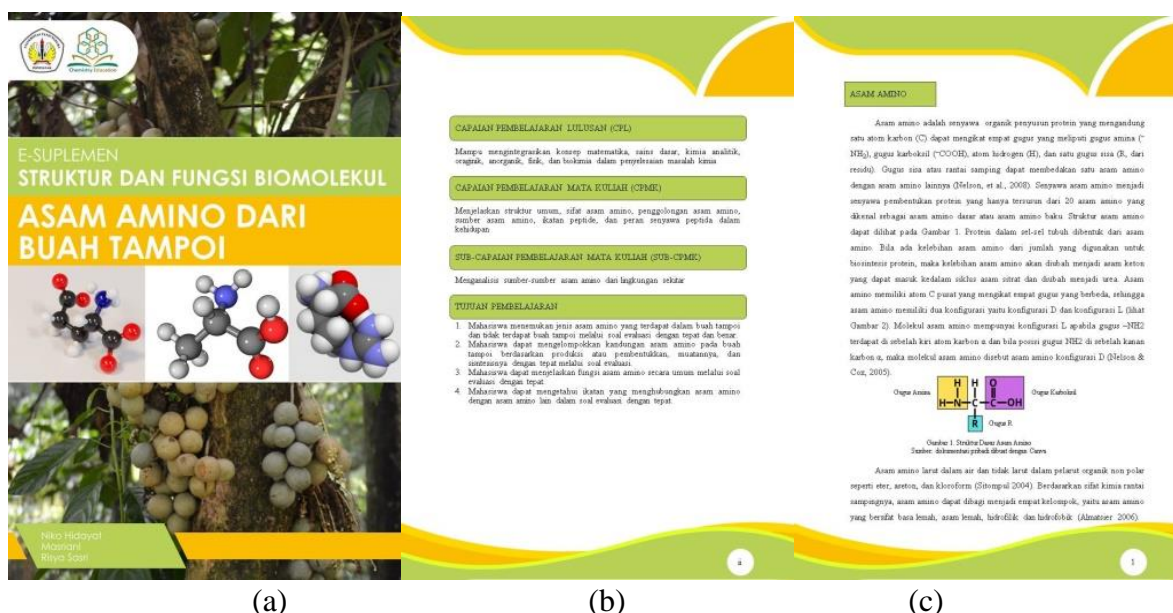 Chemistry Education
E-SUPLEMEN
STRUKTUR DAN FUNGSI BIOMOLEKUL
ASAM AMINO DARI
BUAH TAMPOI
Niko Hidayat
Masriani
Risya Sasri
(a)
CAPAIAN PEMBELAJARAN LULUSAN (CPL)
Mampu mengintegrasikan konsep matematika, sains dasar, kimia analitik,
oraginik, anorganik, fisik, dan biokimia dalam penyelesaian masalah kimia
CAPAIAN PEMBELAJARAN MATA KULIAH (CPMK)
Menjelaskan struktur umum, sifat asam amino, penggolongan asam amino,
sumber asam amino, ikatan peptide, dan peran senyawa peptida dalam
kehidupan
SUB-CAPAIAN PEMBELAJARAN MATA KULIAH (SUB-CPMK)
Menganalisis sumber-sumber asam amino dari lingkungan sekitar
TUJUAN PEMBELAJARAN
1. Mahasiswa menemukan jenis asam amino yang terdapat dalam buah tampoi
dan tidak terdapat buah tampoi melalui soal evaluasi dengan tepat dan benar.
2. Mahasiswa dapat mengelompokkan kandungan asam amino pada buah
tampoi berdasarkan produksi atau pembentukkan, muatannya, dan
sintesisnya dengan tepat melalui soal evaluasi.
3. Mahasiswa dapat menjelaskan fungsi asam amino secara umum melalui soal
evaluasi dengan tepat.
4. Mahasiswa dapat mengetahui ikatan yang menghubungkan asam amino
dengan asam amino lain dalam soal evaluasi dengan tepat.
ii
(b)
ASAM AMINO
Asam amino adalah senyawa organik penyusun protein yang mengandung
satu atom karbon (C) dapat mengikat empat gugus yang meliputi gugus amina (-
NH₂), gugus karboksil (-COOH), atom hidrogen (H), dan satu gugus sisa (R, dari
residu). Gugus sisa atau rantai samping dapat membedakan satu asam amino
dengan asam amino lainnya (Nelson, et al., 2008). Senyawa asam amino menjadi
senyawa pembentukan protein yang hanya tersusun dari 20 asam amino yang
dikenal sebagai asam amino dasar atau asam amino baku. Struktur asam amino
dapat dilihat pada Gambar 1. Protein dalam sel-sel tubuh dibentuk dari asam
amino. Bila ada kelebihan asam amino dari jumlah yang digunakan untuk
biosintesis protein, maka kelebihan asam amino akan diubah menjadi asam keton
yang dapat masuk kedalam siklus asam sitrat dan diubah menjadi urea. Asam
amino memiliki atom C pusat yang mengikat empat gugus yang berbeda, sehingga
asam amino memiliki dua konfigurasi yaitu konfigurasi D dan konfigurasi L (lihat
Gambar 2). Molekul asam amino mempunyai konfigurasi L apabila gugus –NH2
terdapat di sebelah kiri atom karbon α dan bila posisi gugus NH2 di sebelah kanan
karbon α, maka molekul asam amino disebut asam amino konfigurasi D (Nelson &
Cox, 2005).
H H O
Gugus Amina H-N-C-C-OH Gugus Karboksil
R Gugus R
Gambar 1. Struktur Dasar Asam Amino
Sumber: dokumentasi pribadi dibuat dengan Canva
Asam amino larut dalam air dan tidak larut dalam pelarut organik non polar
seperti eter, aseton, dan kloroform (Sitompul 2004). Berdasarkan sifat kimia rantai
sampingnya, asam amino dapat dibagi menjadi empat kelompok, yaitu asam amino
yang bersifat basa lemah, asam lemah, hidrofilik dan hidrofobik (Almatsier 2006).
1
(c)